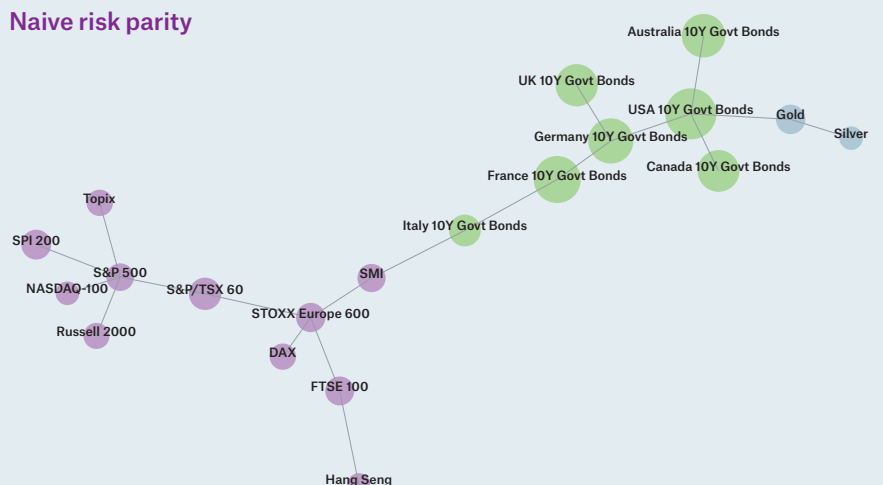 Naive risk parity
Australia 10Y Govt Bonds
UK 10Y Govt Bonds
USA 10Y Govt Bonds
Gold
Silver
Germany 10Y Govt Bonds
Canada 10Y Govt Bonds
France 10Y Govt Bonds
Topix
Italy 10Y Govt Bonds
SPI 200
S&P 500
SMI
NASDAQ-100
S&P/TSX 60
STOXX Europe 600
Russell 2000
DAX
FTSE 100
Hang Seng